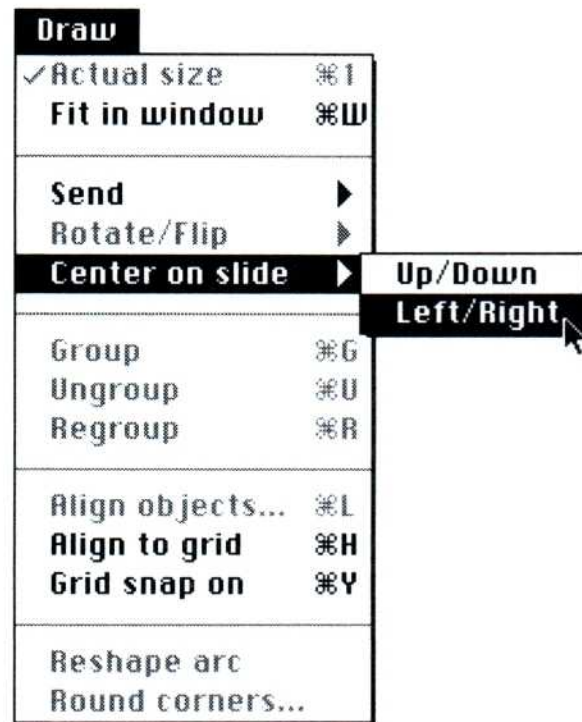 Draw
✓Actual size ⌘1
Fit in window ⌘W
Send ▶
Rotate/Flip ▶
Center on slide ▶
Up/Down
Left/Right
Group ⌘G
Ungroup ⌘U
Regroup ⌘R
Align objects... ⌘L
Align to grid ⌘H
Grid snap on ⌘Y
Reshape arc
Round corners...